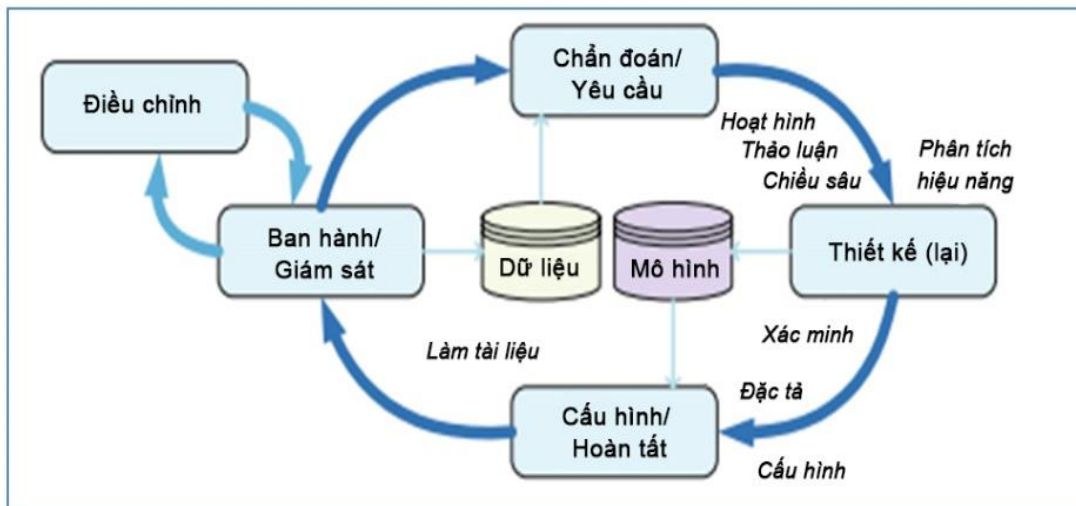 Chẩn đoán/
Yêu cầu
Điều chỉnh
Hoạt hình
Thảo luận
Chiều sâu
Phân tích
hiệu năng
Ban hành/
Giám sát
Dữ liệu
Mô hình
Thiết kế (lại)
Làm tài liệu
Xác minh
Đặc tả
Cấu hình/
Hoàn tất
Cấu hình